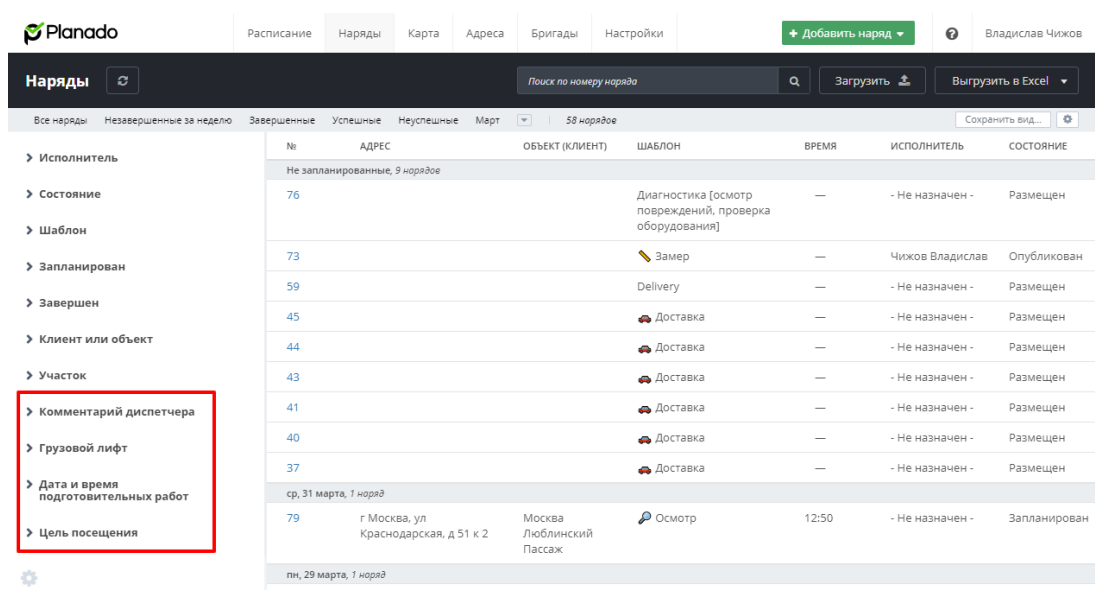 Planado
Расписание Наряды Карта Адреса Бригады Настройки + Добавить наряд Владислав Чижов
Наряды Поиск по номеру наряда Загрузить Выгрузить в Excel
Все наряды Незавершенные за неделю Завершенные Успешные Неуспешные Март 58 нарядов Сохранить вид...
Исполнитель
Состояние
Шаблон
Запланирован
Завершен
Клиент или объект
Участок
Комментарий диспетчера
Грузовой лифт
Дата и время
подготовительных работ
Цель посещения
№ АДРЕС ОБЪЕКТ (КЛИЕНТ) ШАБЛОН ВРЕМЯ ИСПОЛНИТЕЛЬ СОСТОЯНИЕ
Не запланированные, 9 нарядов
76 Диагностика [осмотр — - Не назначен - Размещен
повреждений, проверка
оборудования]
73 Замер — Чижов Владислав Опубликован
59 Delivery — - Не назначен - Размещен
45 Доставка — - Не назначен - Размещен
44 Доставка — - Не назначен - Размещен
43 Доставка — - Не назначен - Размещен
41 Доставка — - Не назначен - Размещен
40 Доставка — - Не назначен - Размещен
37 Доставка — - Не назначен - Размещен
ср, 31 марта, 1 наряд
79 г Москва, ул Москва Осмотр 12:50 - Не назначен - Запланирован
Краснодарская, д 51 к 2 Люблинский
Пассаж
пн, 29 марта, 1 наряд